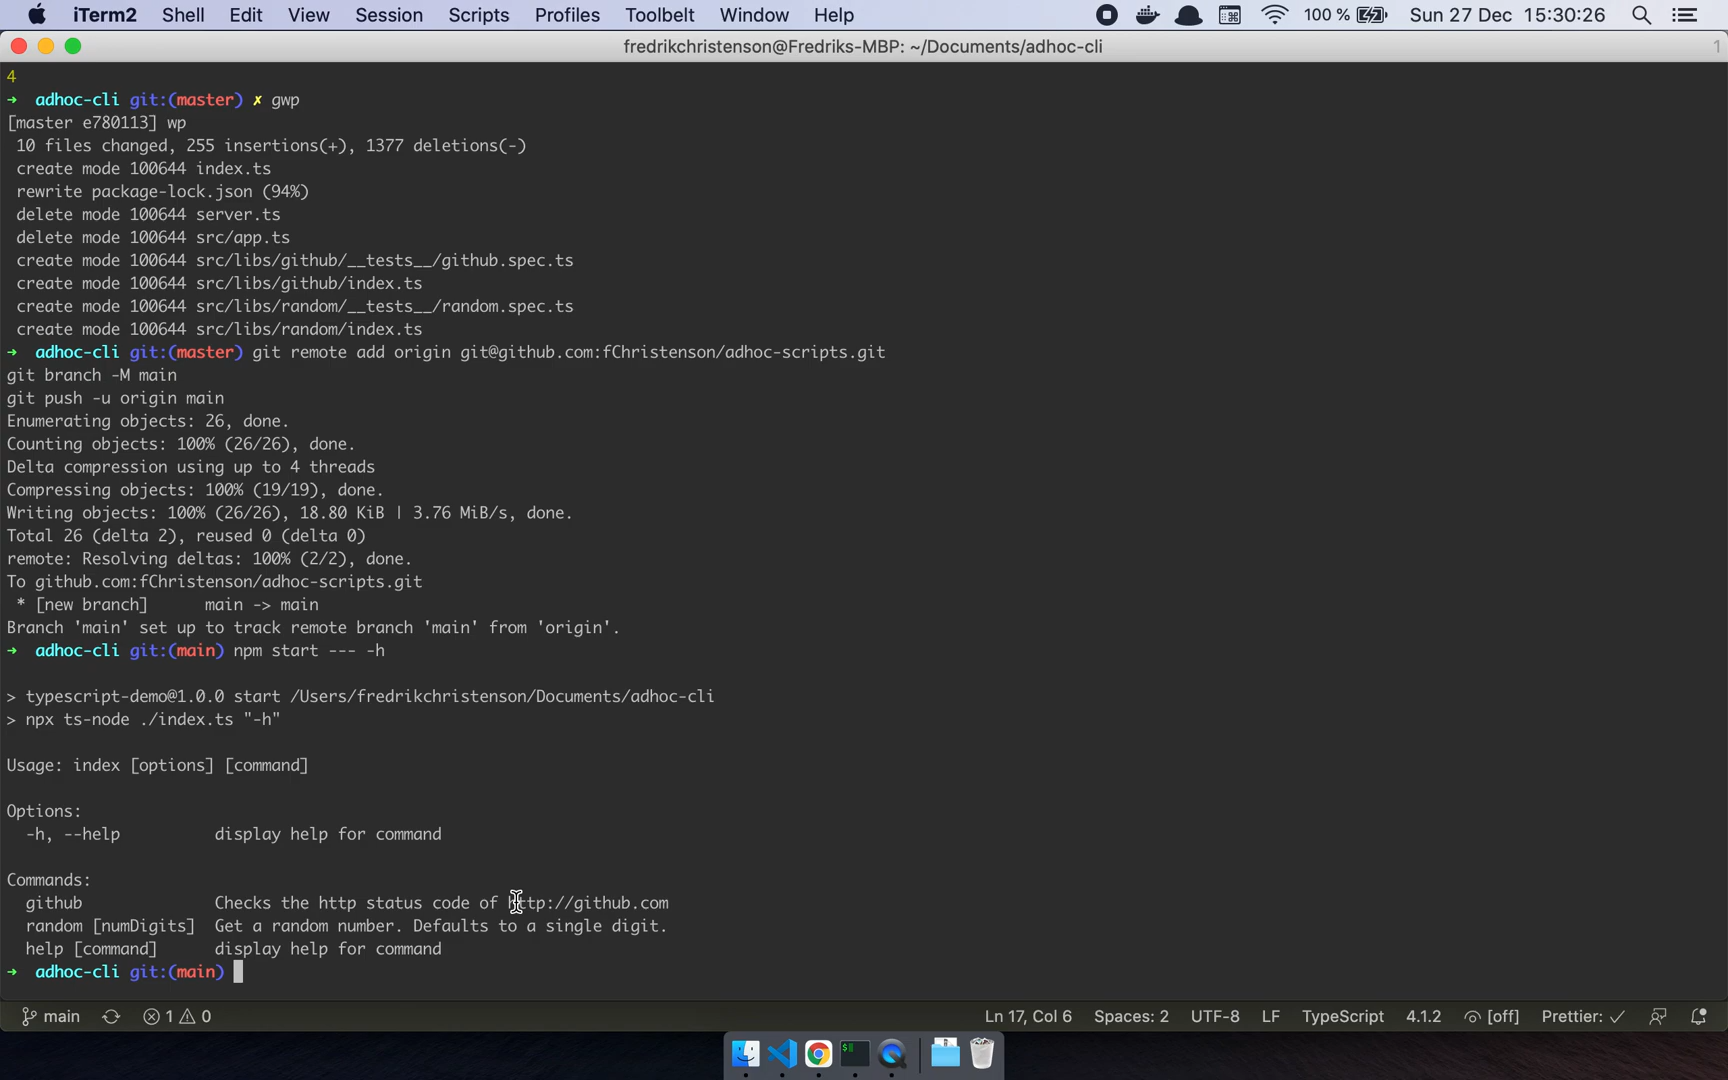 iTerm2 Shell Edit View Session Scripts Profiles Toolbelt Window Help 100 % Sun 27 Dec 15:30:26
fredrikchristenson@Fredriks-MBP: ~/Documents/adhoc-cli 1
4
➜ adhoc-cli git:(master) ✗ gwp
[master e780113] wp
10 files changed, 255 insertions(+), 1377 deletions(-)
create mode 100644 index.ts
rewrite package-lock.json (94%)
delete mode 100644 server.ts
delete mode 100644 src/app.ts
create mode 100644 src/libs/github/__tests__/github.spec.ts
create mode 100644 src/libs/github/index.ts
create mode 100644 src/libs/random/__tests__/random.spec.ts
create mode 100644 src/libs/random/index.ts
➜ adhoc-cli git:(master) git remote add origin git@github.com:fChristenson/adhoc-scripts.git
git branch -M main
git push -u origin main
Enumerating objects: 26, done.
Counting objects: 100% (26/26), done.
Delta compression using up to 4 threads
Compressing objects: 100% (19/19), done.
Writing objects: 100% (26/26), 18.80 KiB | 3.76 MiB/s, done.
Total 26 (delta 2), reused 0 (delta 0)
remote: Resolving deltas: 100% (2/2), done.
To github.com:fChristenson/adhoc-scripts.git
* [new branch] main -> main
Branch 'main' set up to track remote branch 'main' from 'origin'.
➜ adhoc-cli git:(main) npm start --- -h
> typescript-demo@1.0.0 start /Users/fredrikchristenson/Documents/adhoc-cli
> npx ts-node ./index.ts "-h"
Usage: index [options] [command]
Options:
-h, --help display help for command
Commands:
github Checks the http status code of http://github.com
random [numDigits] Get a random number. Defaults to a single digit.
help [command] display help for command
➜ adhoc-cli git:(main)
main 1 0 Ln 17, Col 6 Spaces: 2 UTF-8 LF TypeScript 4.1.2 [off] Prettier: ✓